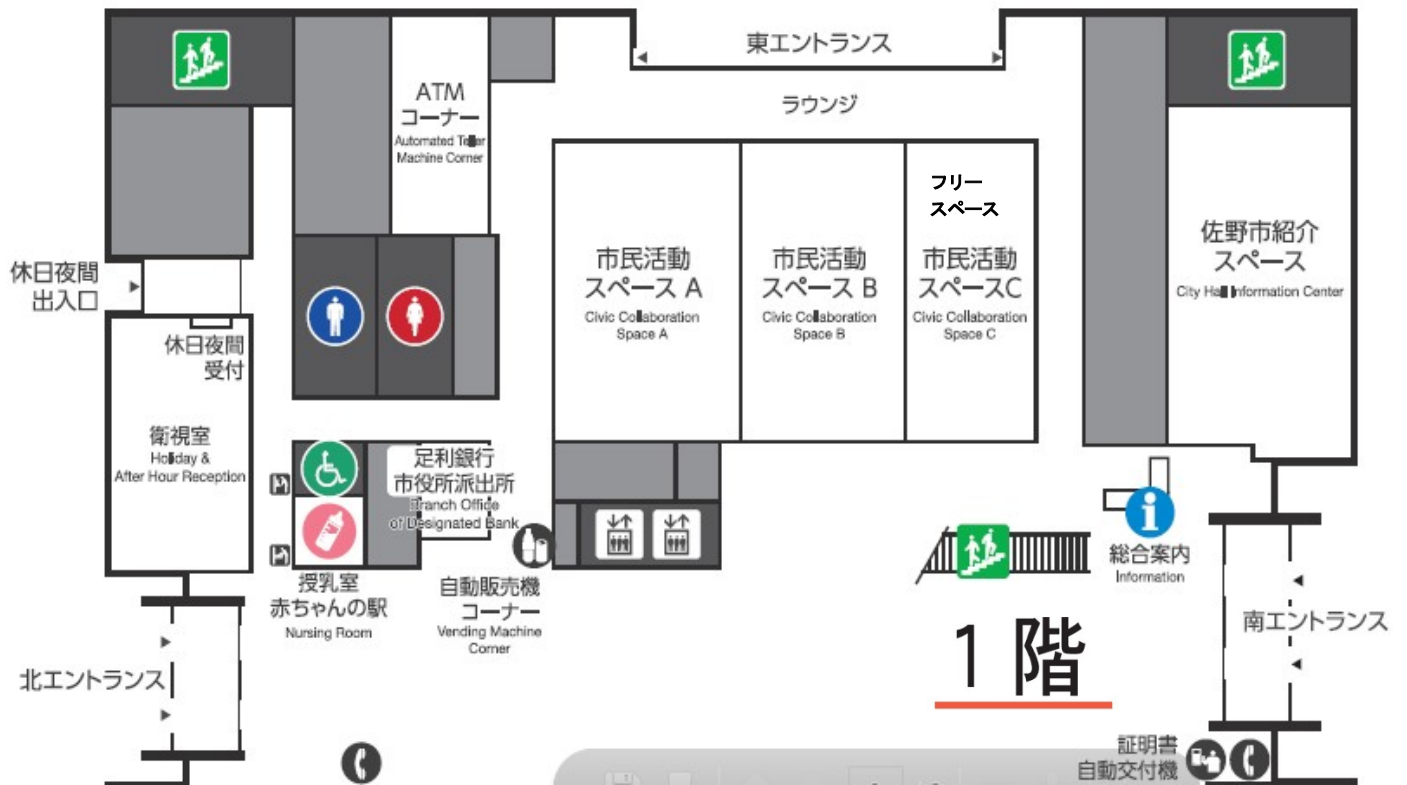 東エントランス
ラウンジ
ATM
コーナー
Automated Teller
Machine Corner
フリー
スペース
市民活動
スペース A
Civic Collaboration
Space A
市民活動
スペース B
Civic Collaboration
Space B
市民活動
スペースC
Civic Collaboration
Space C
佐野市紹介
スペース
City Hall Information Center
休日夜間
出入口
休日夜間
受付
衛視室
Holiday &
After Hour Reception
足利銀行
市役所派出所
Branch Office
of Designated Bank
授乳室
赤ちゃんの駅
Nursing Room
自動販売機
コーナー
Vending Machine
Corner
総合案内
Information
1 階
南エントランス
北エントランス
証明書
自動交付機